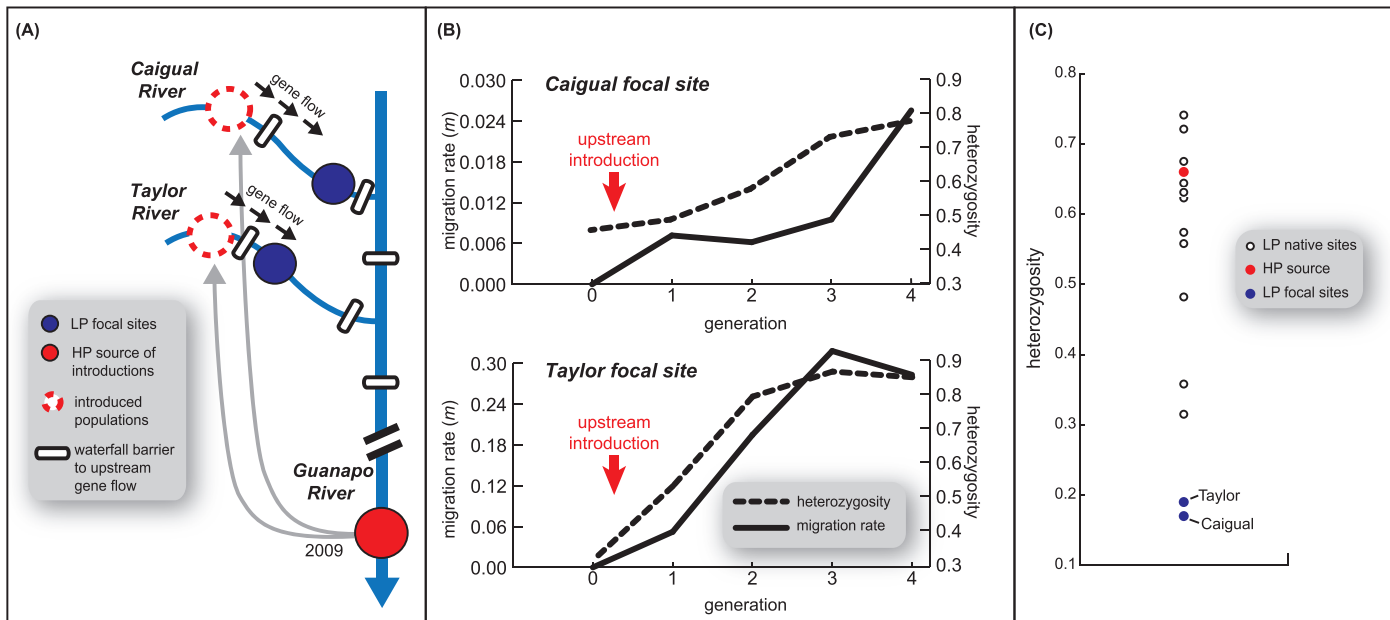 (A)
Caigual
River
gene flow
Taylor
River
gene flow
LP focal sites
HP source of
introductions
introduced
populations
waterfall barrier
to upstream
gene flow
Guanapo
River
2009
(B)
Caigual focal site
upstream
introduction
migration rate (m)
0.030
0.024
0.018
0.012
0.006
0.000
0.9
0.8
0.7
0.6
0.5
0.4
0.3
heterozygosity
0 1 2 3 4
generation
Taylor focal site
upstream
introduction
migration rate (m)
0.30
0.24
0.18
0.12
0.06
0.00
0.9
0.8
0.7
0.6
0.5
0.4
0.3
heterozygosity
heterozygosity
migration rate
0 1 2 3 4
generation
(C)
heterozygosity
0.8
0.7
0.6
0.5
0.4
0.3
0.2
0.1
LP native sites
HP source
LP focal sites
Taylor
Caigual